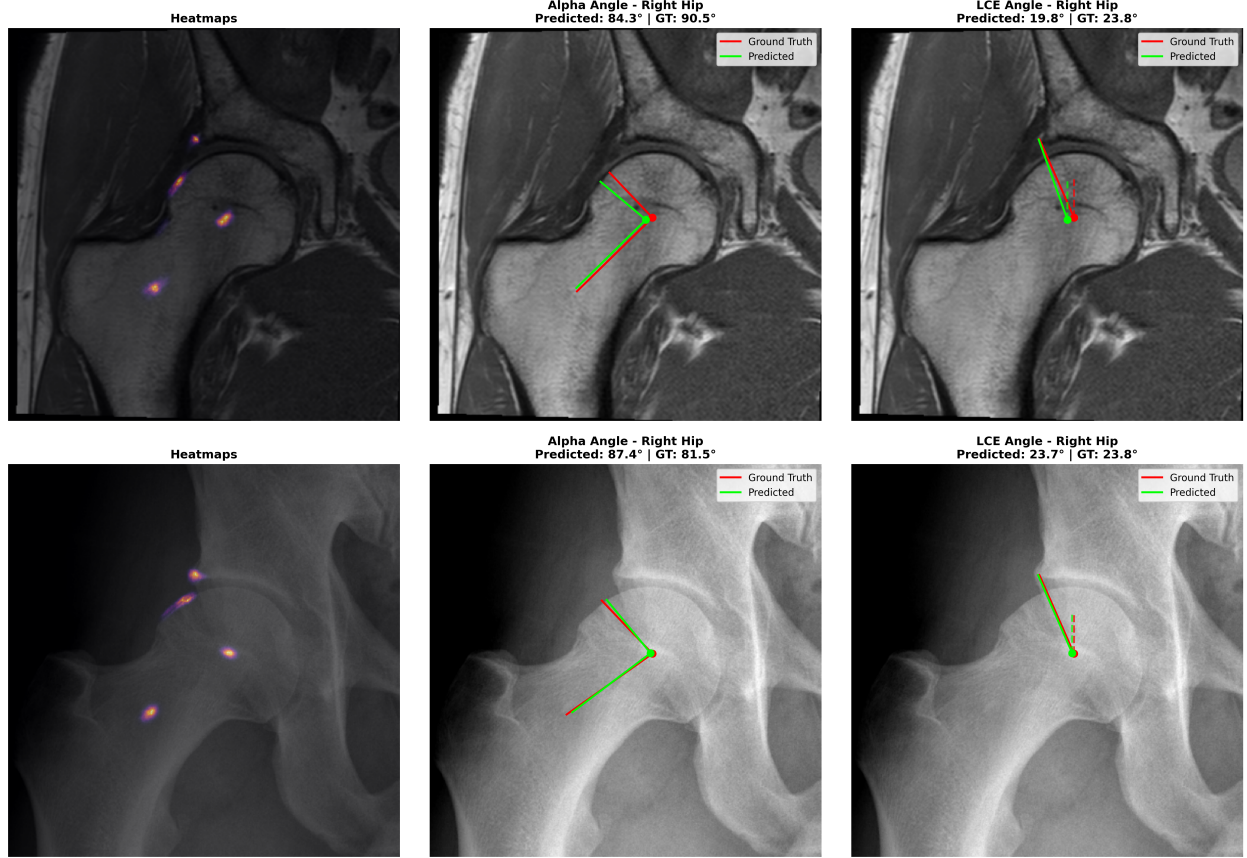 Heatmaps
Alpha Angle - Right Hip
Predicted: 84.3° | GT: 90.5°
Ground Truth
Predicted
LCE Angle - Right Hip
Predicted: 19.8° | GT: 23.8°
Ground Truth
Predicted
Heatmaps
Alpha Angle - Right Hip
Predicted: 87.4° | GT: 81.5°
Ground Truth
Predicted
LCE Angle - Right Hip
Predicted: 23.7° | GT: 23.8°
Ground Truth
Predicted